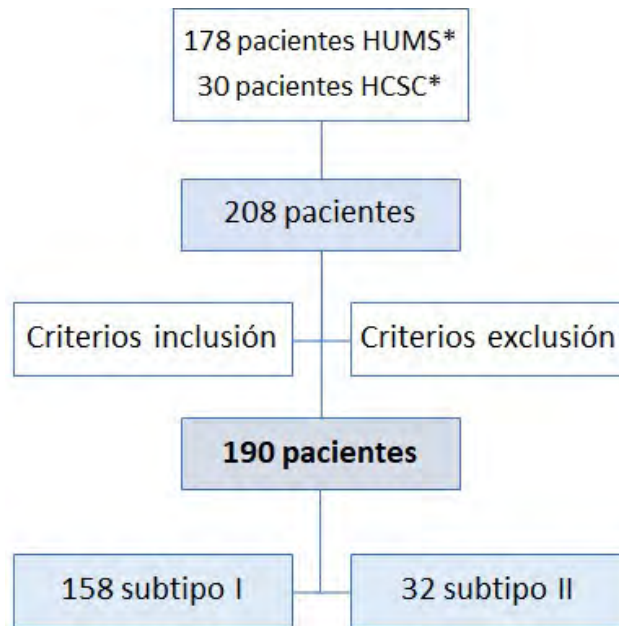 178 pacientes HUMS*
30 pacientes HCSC*
208 pacientes
Criterios inclusión
Criterios exclusión
190 pacientes
158 subtipo I
32 subtipo II